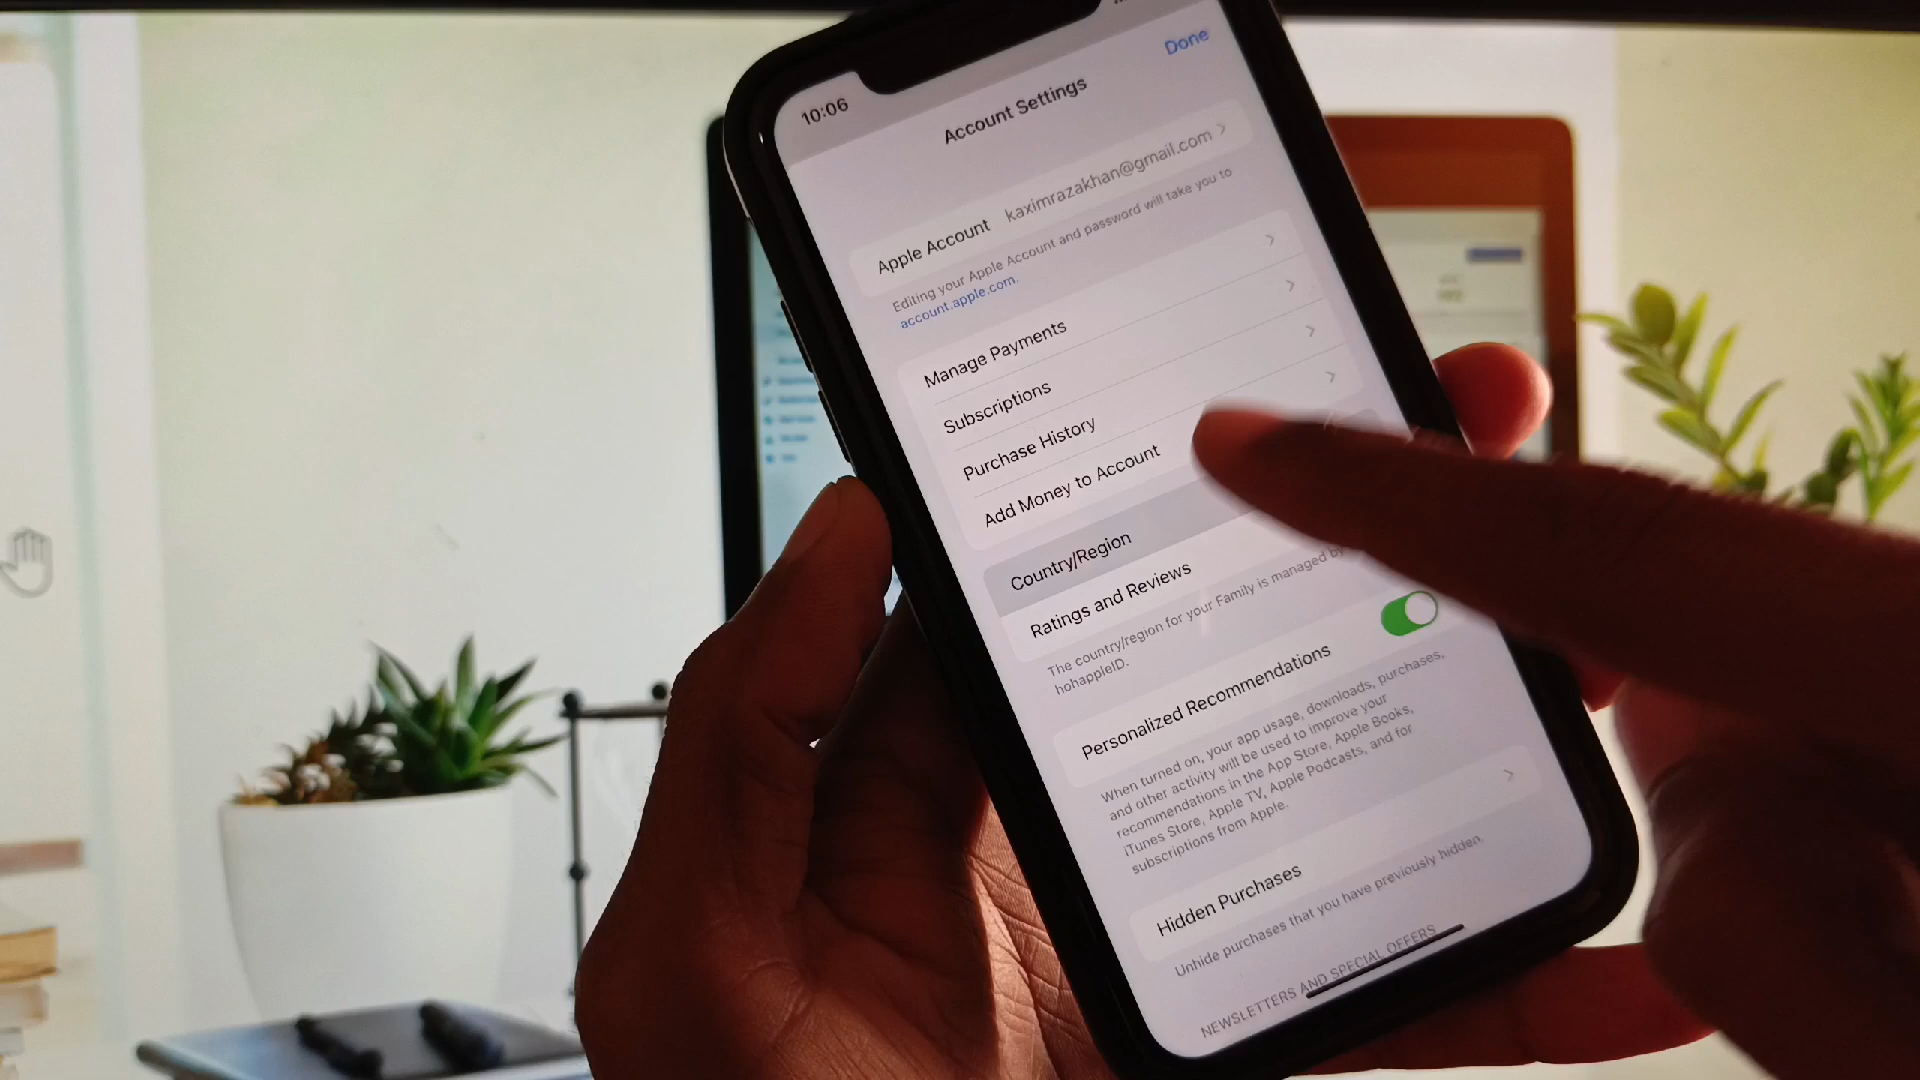 10:06
Done
Account Settings
Apple Account kaximrazakhan@gmail.com
Editing your Apple Account and password will take you to
account.apple.com.
Manage Payments
Subscriptions
Purchase History
Add Money to Account
Country/Region
Ratings and Reviews
The country/region for your Family is managed by
hohappleID.
Personalized Recommendations
When turned on, your app usage, downloads, purchases,
and other activity will be used to improve your
recommendations in the App Store, Apple Books,
iTunes Store, Apple TV, Apple Podcasts, and for
subscriptions from Apple.
Hidden Purchases
Unhide purchases that you have previously hidden.
NEWSLETTERS AND SPECIAL OFFERS